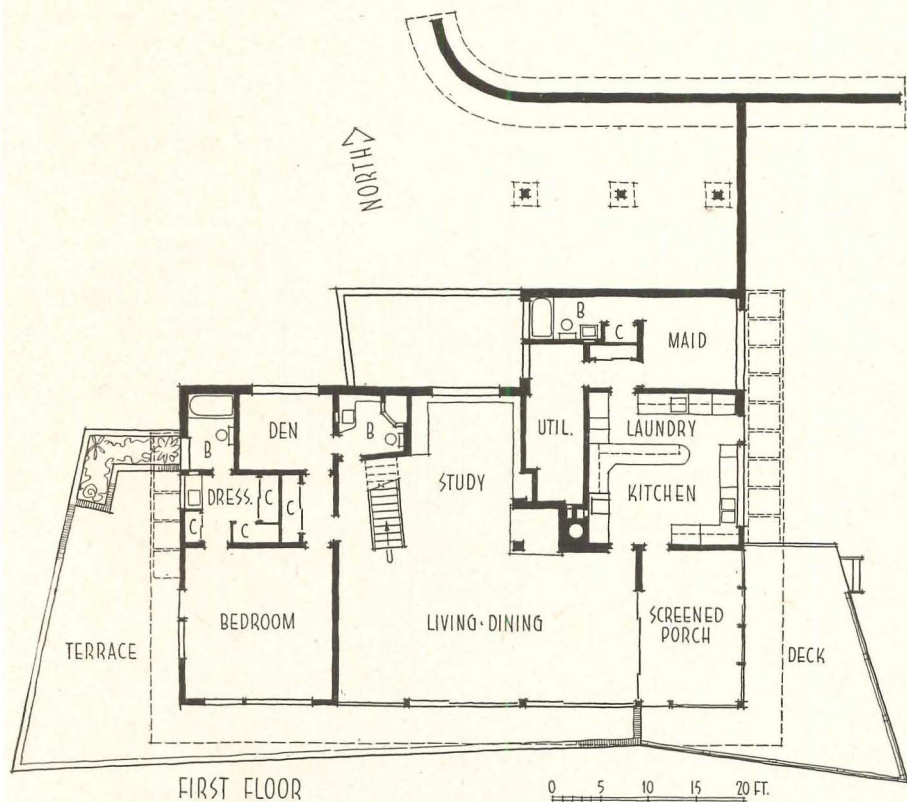 NORTH
B
C
MAID
DEN
B
UTIL.
LAUNDRY
B
STUDY
DRESS.
C
C
KITCHEN
C
C
BEDROOM
LIVING·DINING
SCREENED
PORCH
TERRACE
DECK
FIRST FLOOR
0 5 10 15 20 FT.